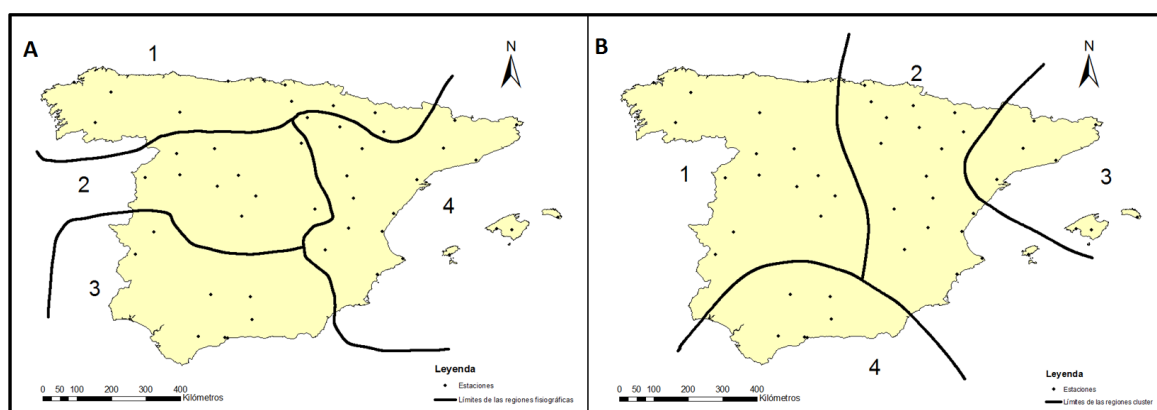 A
1
N
2
4
3
Leyenda
Estaciones
Límites de las regiones fisiográficas
0 50 100 200 300 400
Kilómetros
B
2
N
1
3
4
Leyenda
Estaciones
Límites de las regiones cluster
0 50 100 200 300 400
Kilómetros